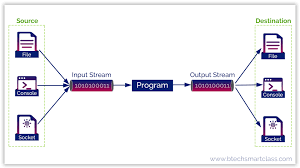 Source
Destination
File
File
Input Stream
Output Stream
Console
1010100011
Program
1010100011
Console
Socket
Socket
www.btechsmartclass.com